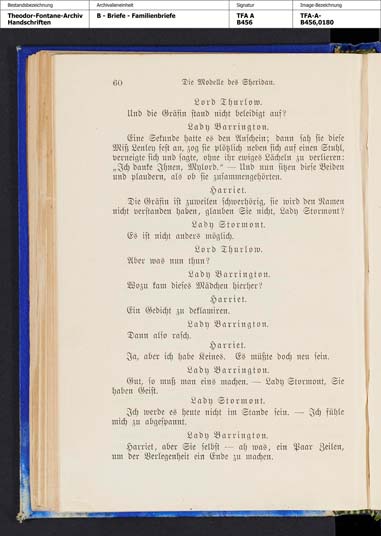 Bestandsbezeichnung
Theodor-Fontane-Archiv
Handschriften
Archivalieneinheit
B - Briefe - Familienbriefe
Signatur
TFA A
B456
Image-Bezeichnung
TFA-A-
B456,0180
60 Die Modelle des Sheridan.
Lord Thurlow.
Und die Gräfin stand nicht beleidigt auf?
Lady Barrington.
Eine Sekunde hatte es den Anschein; dann sah sie diese
Miß Lenley fest an, zog sie plötzlich neben sich auf einen Stuhl,
verneigte sich und sagte, ohne ihr ewiges Lächeln zu verlieren:
„Ich danke Ihnen, Mylord.“ — Und nun sitzen diese Beiden
und plaudern, als ob sie zusammengehörten.
Harriet.
Die Gräfin ist zuweilen schwerhörig, sie wird den Namen
nicht verstanden haben, glauben Sie nicht, Lady Stormont?
Lady Stormont.
Es ist nicht anders möglich.
Lord Thurlow.
Aber was nun thun?
Lady Barrington.
Wozu kam dieses Mädchen hierher?
Harriet.
Ein Gedicht zu deklamiren.
Lady Barrington.
Dann also rasch.
Harriet.
Ja, aber ich habe keines. Es müßte doch neu sein.
Lady Barrington.
Gut, so muß man eins machen. — Lady Stormont, Sie
haben Geist.
Lady Stormont.
Ich werde es heute nicht im Stande sein. — Ich fühle
mich zu abgespannt.
Lady Barrington.
Harriet, aber Sie selbst — ah was, ein Paar Zeilen,
um der Verlegenheit ein Ende zu machen.